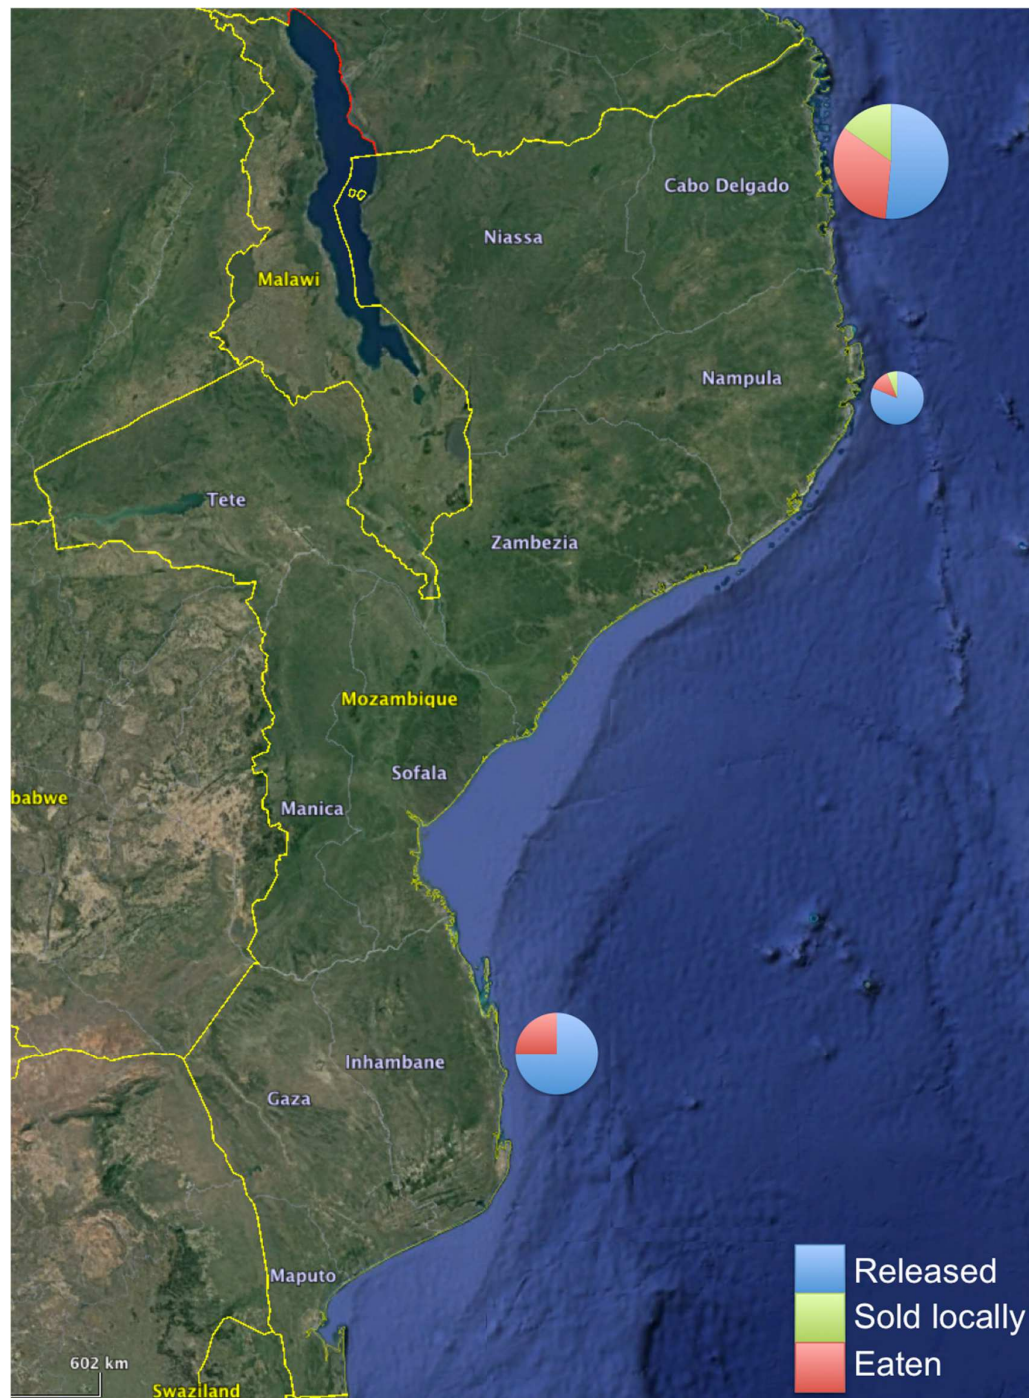 Cabo Delgado
Niassa
Malawi
Nampula
Tete
Zambezia
Mozambique
Sofala
babwe
Manica
Inhambane
Gaza
Maputo
Released
Sold locally
Eaten
602 km
Swaziland